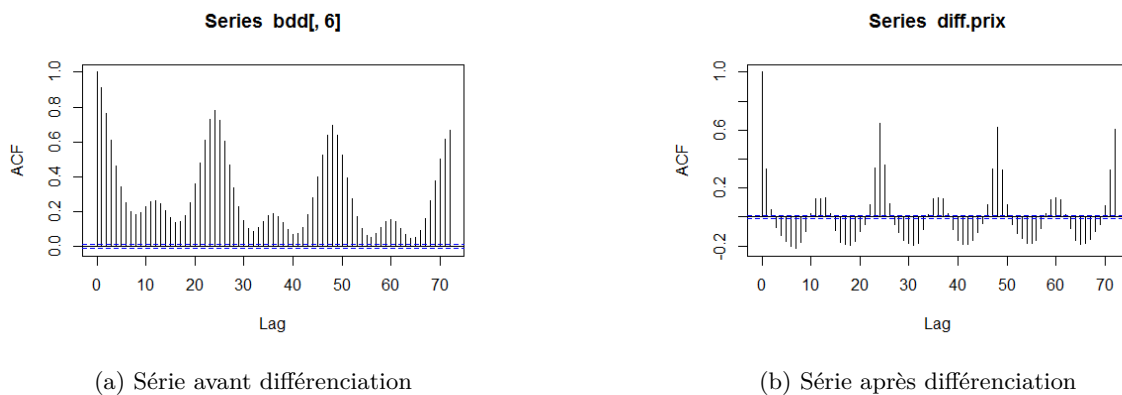 Series bdd[, 6]
ACF
0.0 0.2 0.4 0.6 0.8 1.0
0 10 20 30 40 50 60 70
Lag
(a) Série avant différenciation
Series diff.prix
ACF
-0.2 0.2 0.6 1.0
0 10 20 30 40 50 60 70
Lag
(b) Série après différenciation